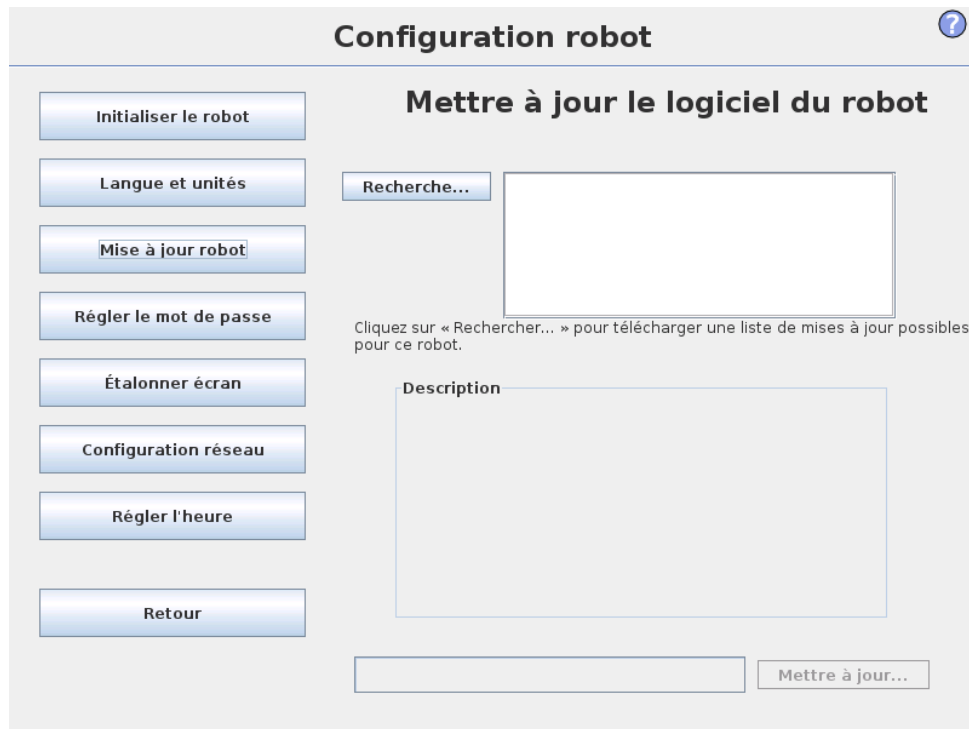 Configuration robot
?
Initialiser le robot
Langue et unités
Mise à jour robot
Régler le mot de passe
Étalonner écran
Configuration réseau
Régler l'heure
Retour
Mettre à jour le logiciel du robot
Recherche...
Cliquez sur « Rechercher... » pour télécharger une liste de mises à jour possibles
pour ce robot.
Description
Mettre à jour...